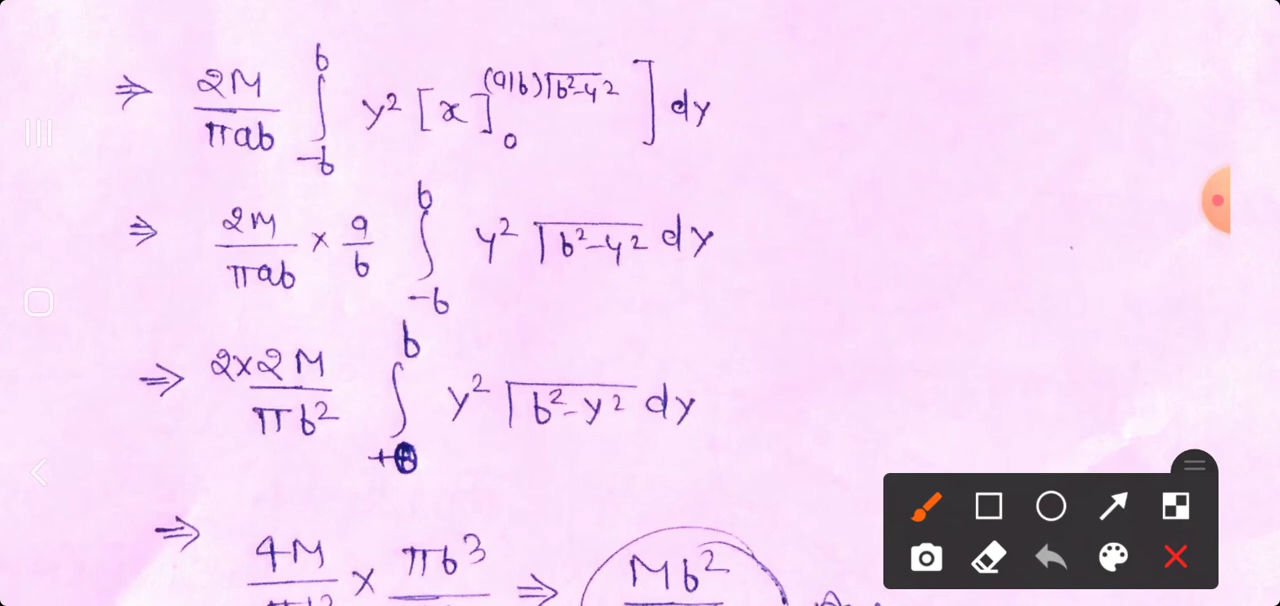 ⇒ 2M/πab ∫_{-b}^{b} y² [x]_0^{(a/b)√b²-y²} ] dy
⇒ 2M/πab × a/b ∫_{-b}^{b} y² √b²-y² dy
⇒ 2×2M/πb² ∫^{b} y² √b²-y² dy
⇒ 4M × πb³ ⇒ Mb²